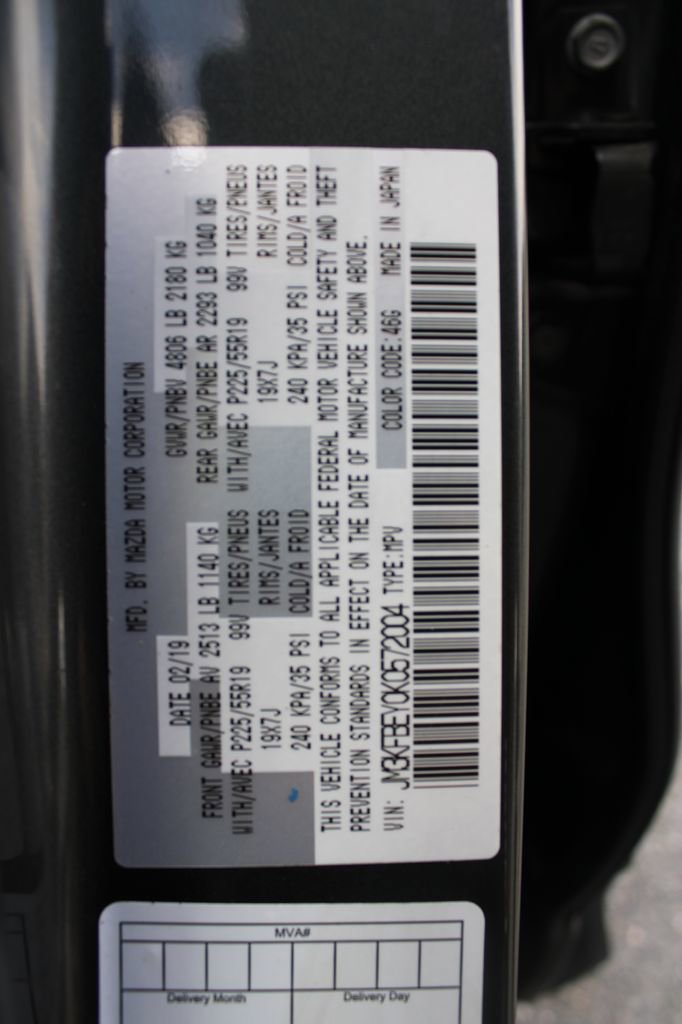 MFD. BY MAZDA MOTOR CORPORATION
DATE 02/19 GVWR/PNBV 4806 LB 2180 KG
FRONT GAWR/PNBE AV 2513 LB 1140 KG REAR GAWR/PNBE AR 2293 LB 1040 KG
WITH/AVEC P225/55R19 99V TIRES/PNEUS WITH/AVEC P225/55R19 99V TIRES/PNEUS
19X7J RIMS/JANTES 19X7J RIMS/JANTES
240 KPA/35 PSI COLD/A FROID 240 KPA/35 PSI COLD/A FROID
THIS VEHICLE CONFORMS TO ALL APPLICABLE FEDERAL MOTOR VEHICLE SAFETY AND THEFT
PREVENTION STANDARDS IN EFFECT ON THE DATE OF MANUFACTURE SHOWN ABOVE.
VIN: JM3KFBEY0K0572004 TYPE:MPV COLOR CODE:46G MADE IN JAPAN
MVA#
Delivery Month Delivery Day